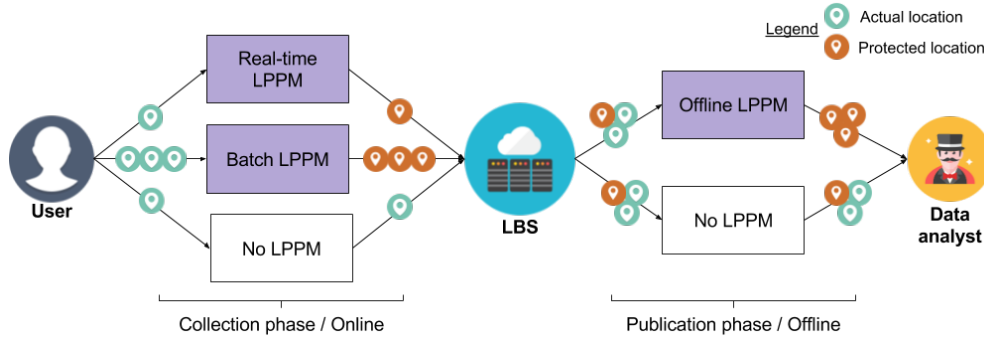 Legend
Actual location
Protected location
Real-time
LPPM
Batch LPPM
No LPPM
User
LBS
Offline LPPM
No LPPM
Data
analyst
Collection phase / Online
Publication phase / Offline